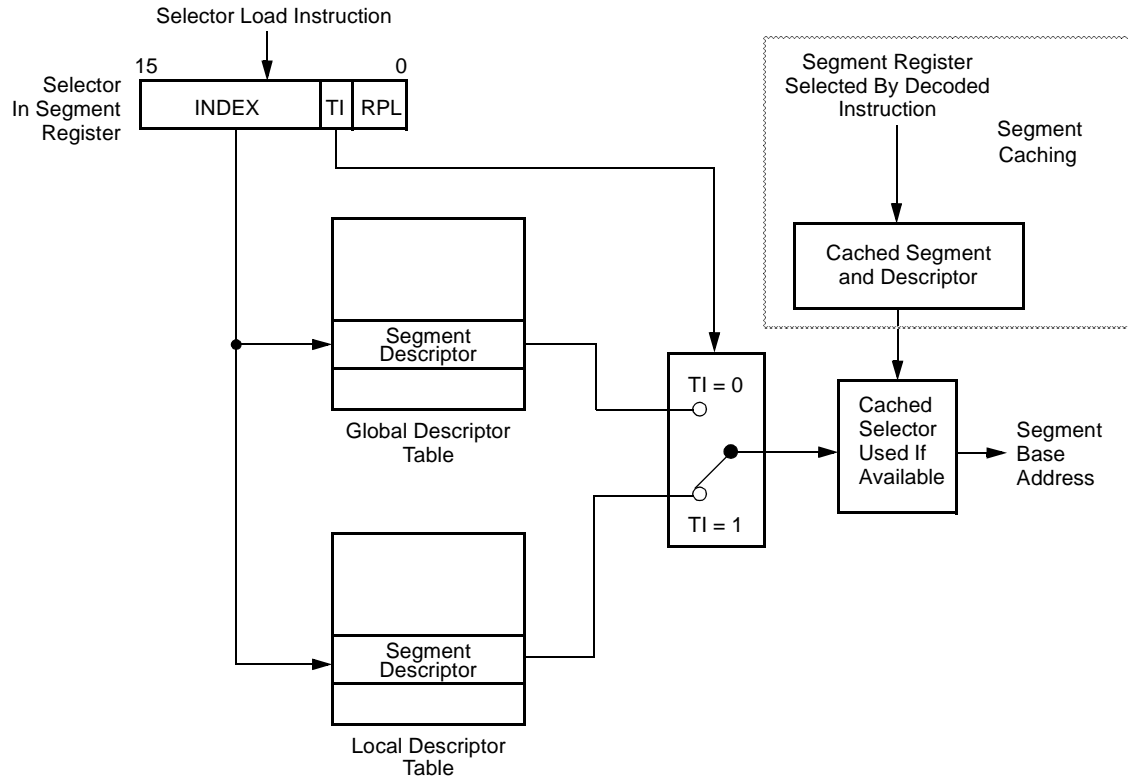 Selector Load Instruction
15
0
Selector
In Segment
Register
INDEX
TI
RPL
Segment Register
Selected By Decoded
Instruction
Segment
Caching
Cached Segment
and Descriptor
Segment
Descriptor
Global Descriptor
Table
TI = 0
TI = 1
Cached
Selector
Used If
Available
Segment
Base
Address
Segment
Descriptor
Local Descriptor
Table